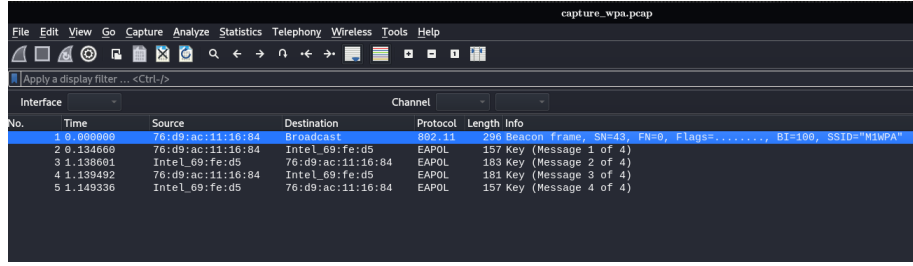 capture_wpa.pcap
File Edit View Go Capture Analyze Statistics Telephony Wireless Tools Help
Apply a display filter ... <Ctrl-/>
Interface Channel
No. Time Source Destination Protocol Length Info
1 0.000000 76:d9:ac:11:16:84 Broadcast 802.11 296 Beacon frame, SN=43, FN=0, Flags=........, BI=100, SSID="M1WPA"
2 0.134660 76:d9:ac:11:16:84 Intel_69:fe:d5 EAPOL 157 Key (Message 1 of 4)
3 1.138601 Intel_69:fe:d5 76:d9:ac:11:16:84 EAPOL 183 Key (Message 2 of 4)
4 1.139492 76:d9:ac:11:16:84 Intel_69:fe:d5 EAPOL 181 Key (Message 3 of 4)
5 1.149336 Intel_69:fe:d5 76:d9:ac:11:16:84 EAPOL 157 Key (Message 4 of 4)